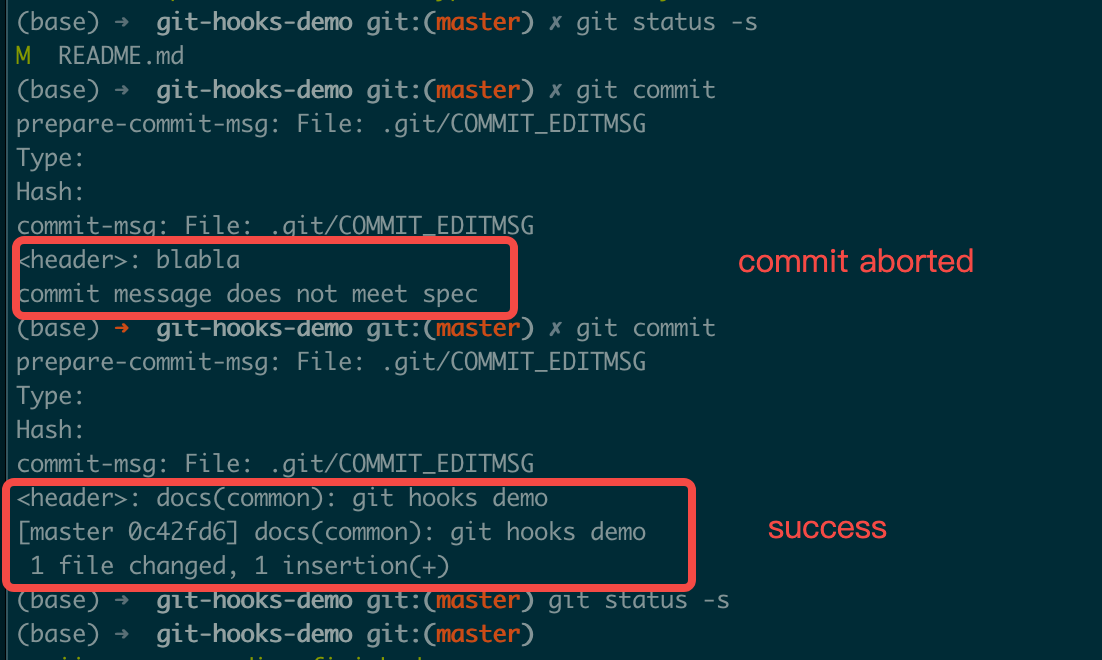 (base) ➜  git-hooks-demo git:(master) ✗ git status -s
M  README.md
(base) ➜  git-hooks-demo git:(master) ✗ git commit
prepare-commit-msg: File: .git/COMMIT_EDITMSG
Type:
Hash:
commit-msg: File: .git/COMMIT_EDITMSG
<header>: blabla
commit aborted
commit message does not meet spec
(base) ➜  git-hooks-demo git:(master) ✗ git commit
prepare-commit-msg: File: .git/COMMIT_EDITMSG
Type:
Hash:
commit-msg: File: .git/COMMIT_EDITMSG
<header>: docs(common): git hooks demo
[master 0c42fd6] docs(common): git hooks demo
success
 1 file changed, 1 insertion(+)
(base) ➜  git-hooks-demo git:(master) git status -s
(base) ➜  git-hooks-demo git:(master)